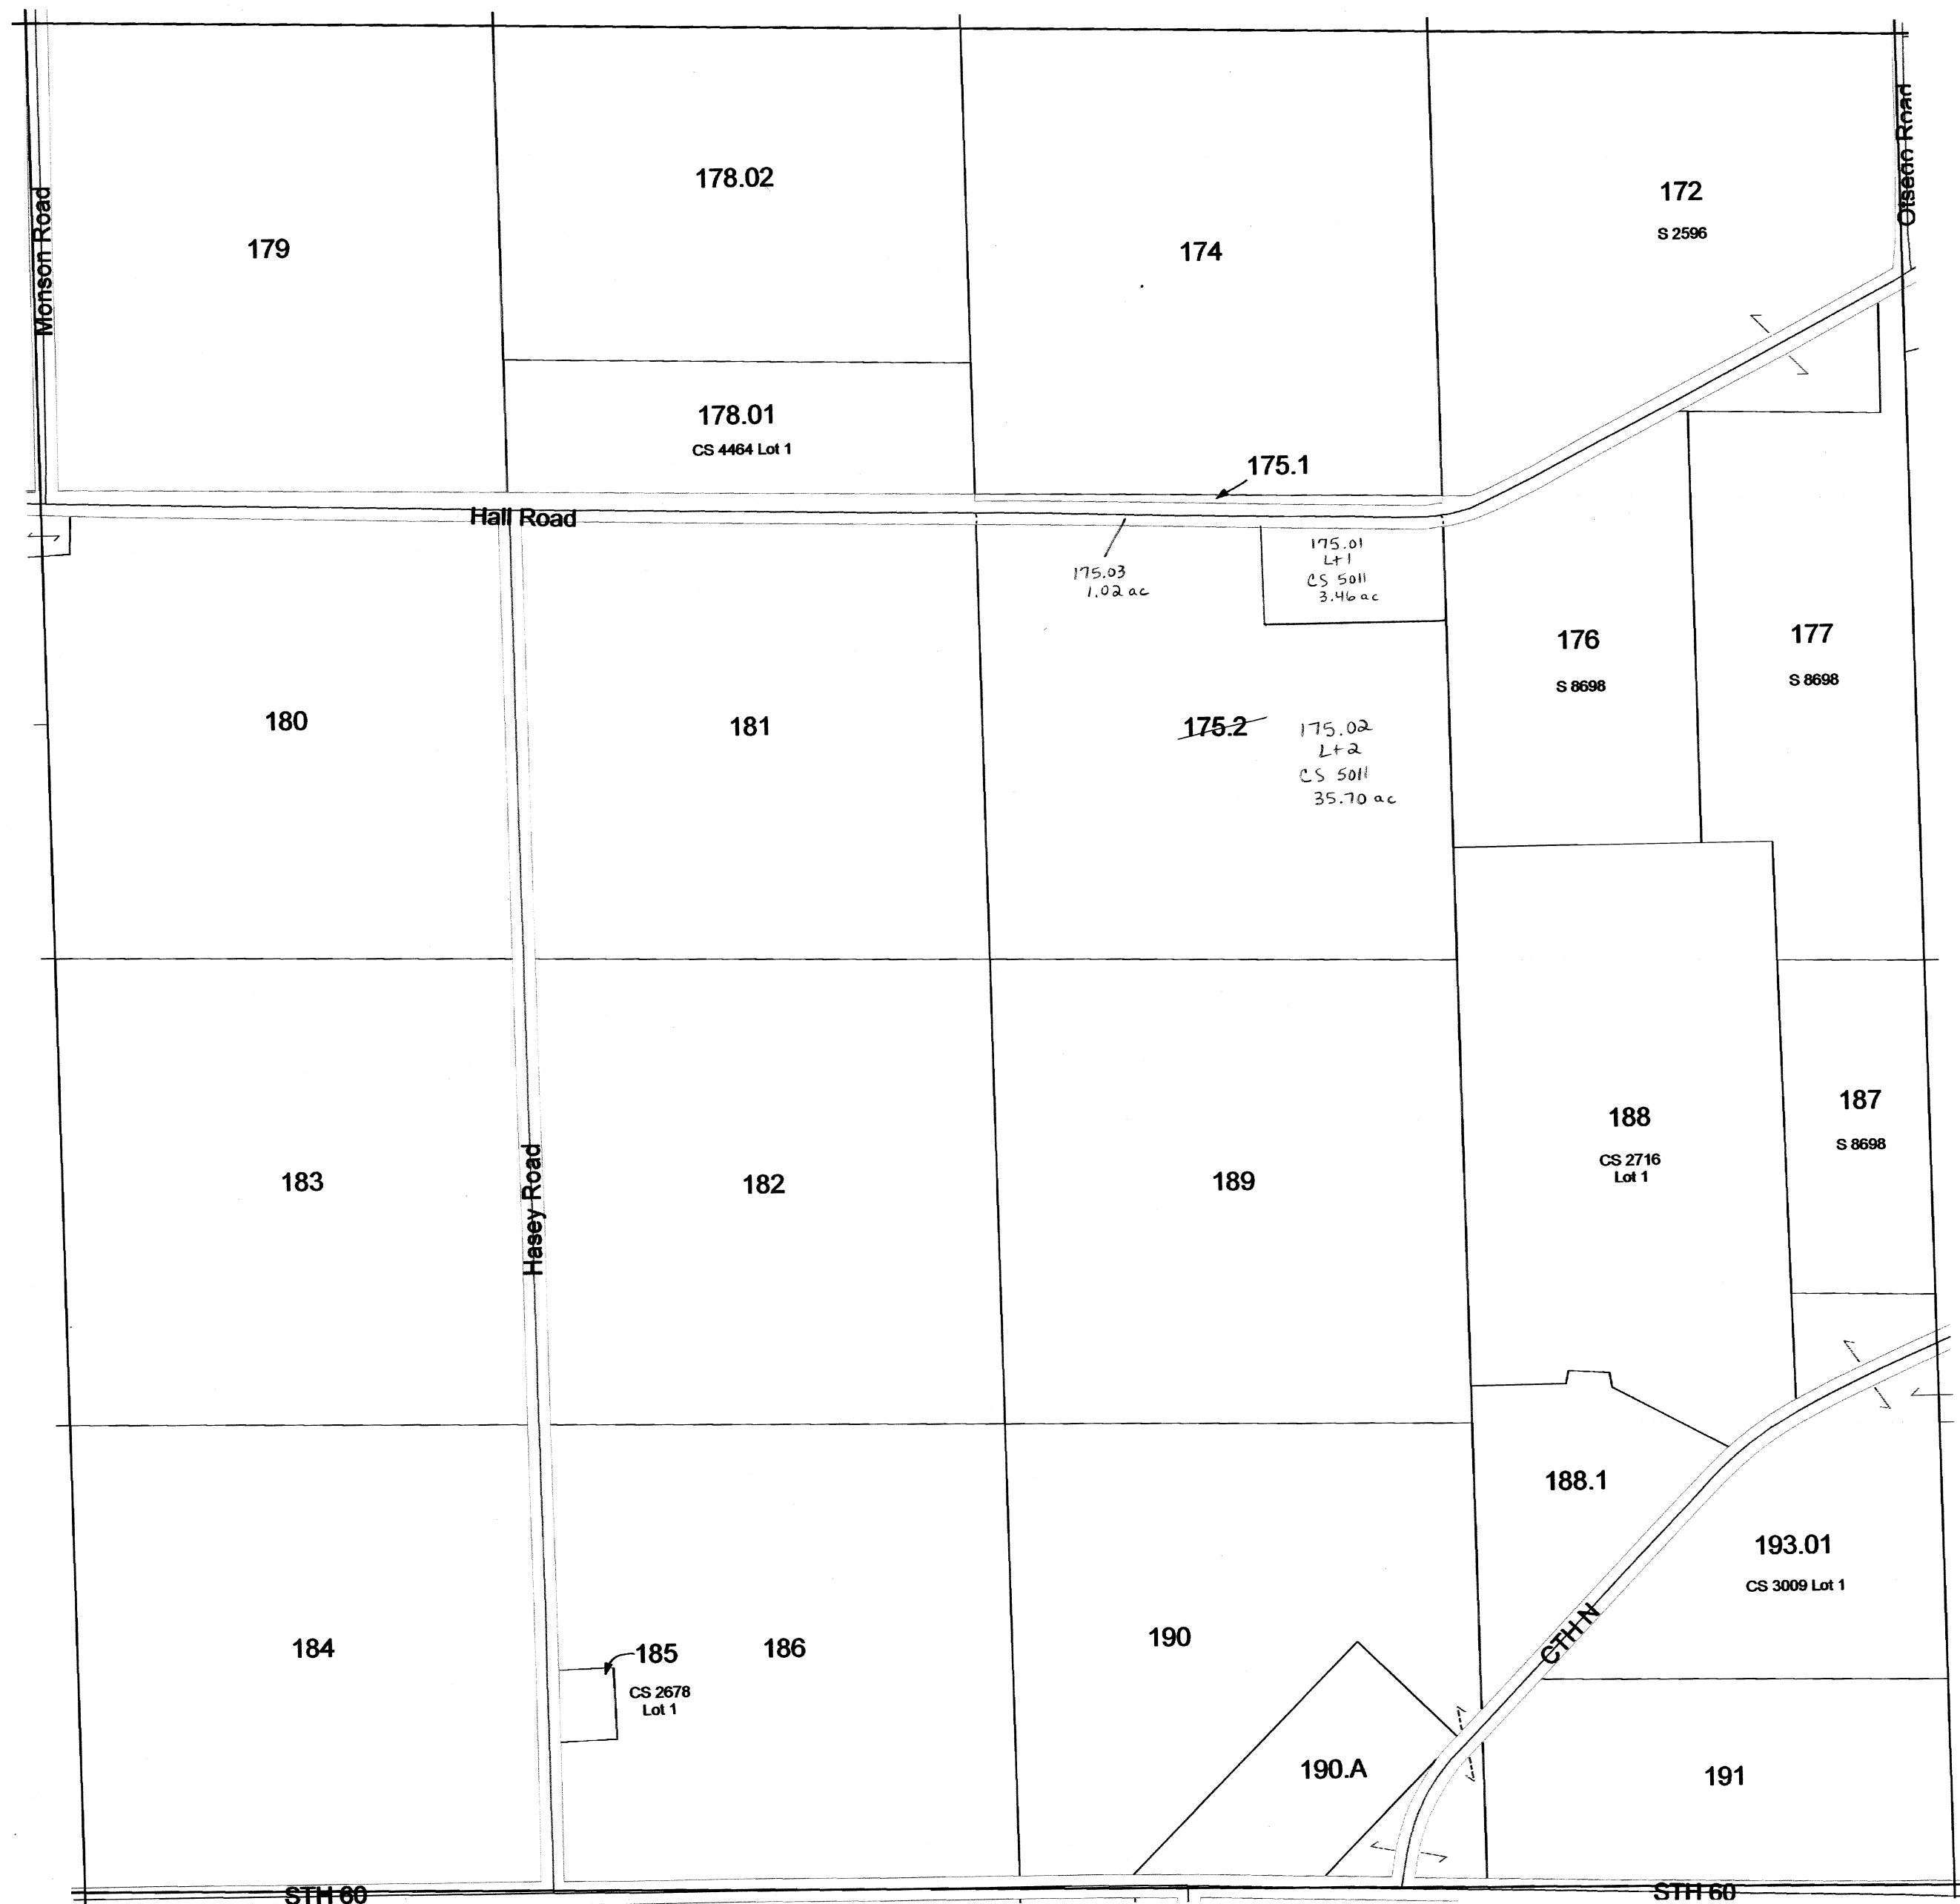 Monson Road
179
178.02
178.01
CS 4464 Lot 1
174
172
S 2596
Otsego Road
175.1
Hall Road
175.03
1.02 ac
175.01
Lt 1
CS 5011
3.46 ac
176
S 8698
177
S 8698
180
181
175.2
175.02
Lt 2
CS 5011
35.70 ac
183
Hasey Road
182
189
188
CS 2716
Lot 1
187
S 8698
188.1
193.01
CS 3009 Lot 1
CTH N
184
185
CS 2678
Lot 1
186
190
190.A
191
STH 60
STH 60